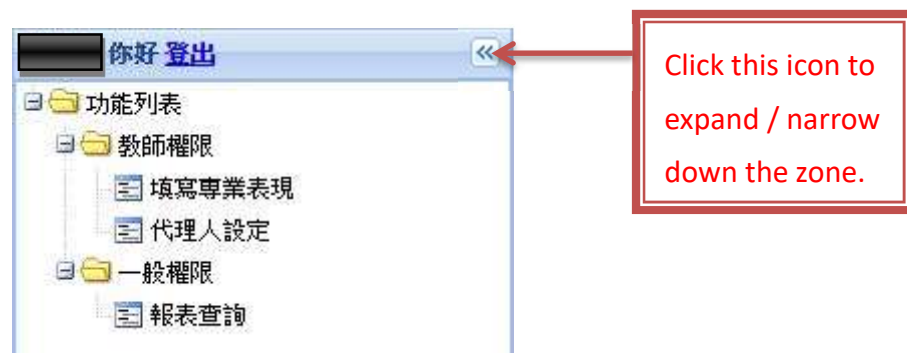 你好 登出
功能列表
教師權限
填寫專業表現
代理人設定
一般權限
報表查詢
Click this icon to
expand / narrow
down the zone.